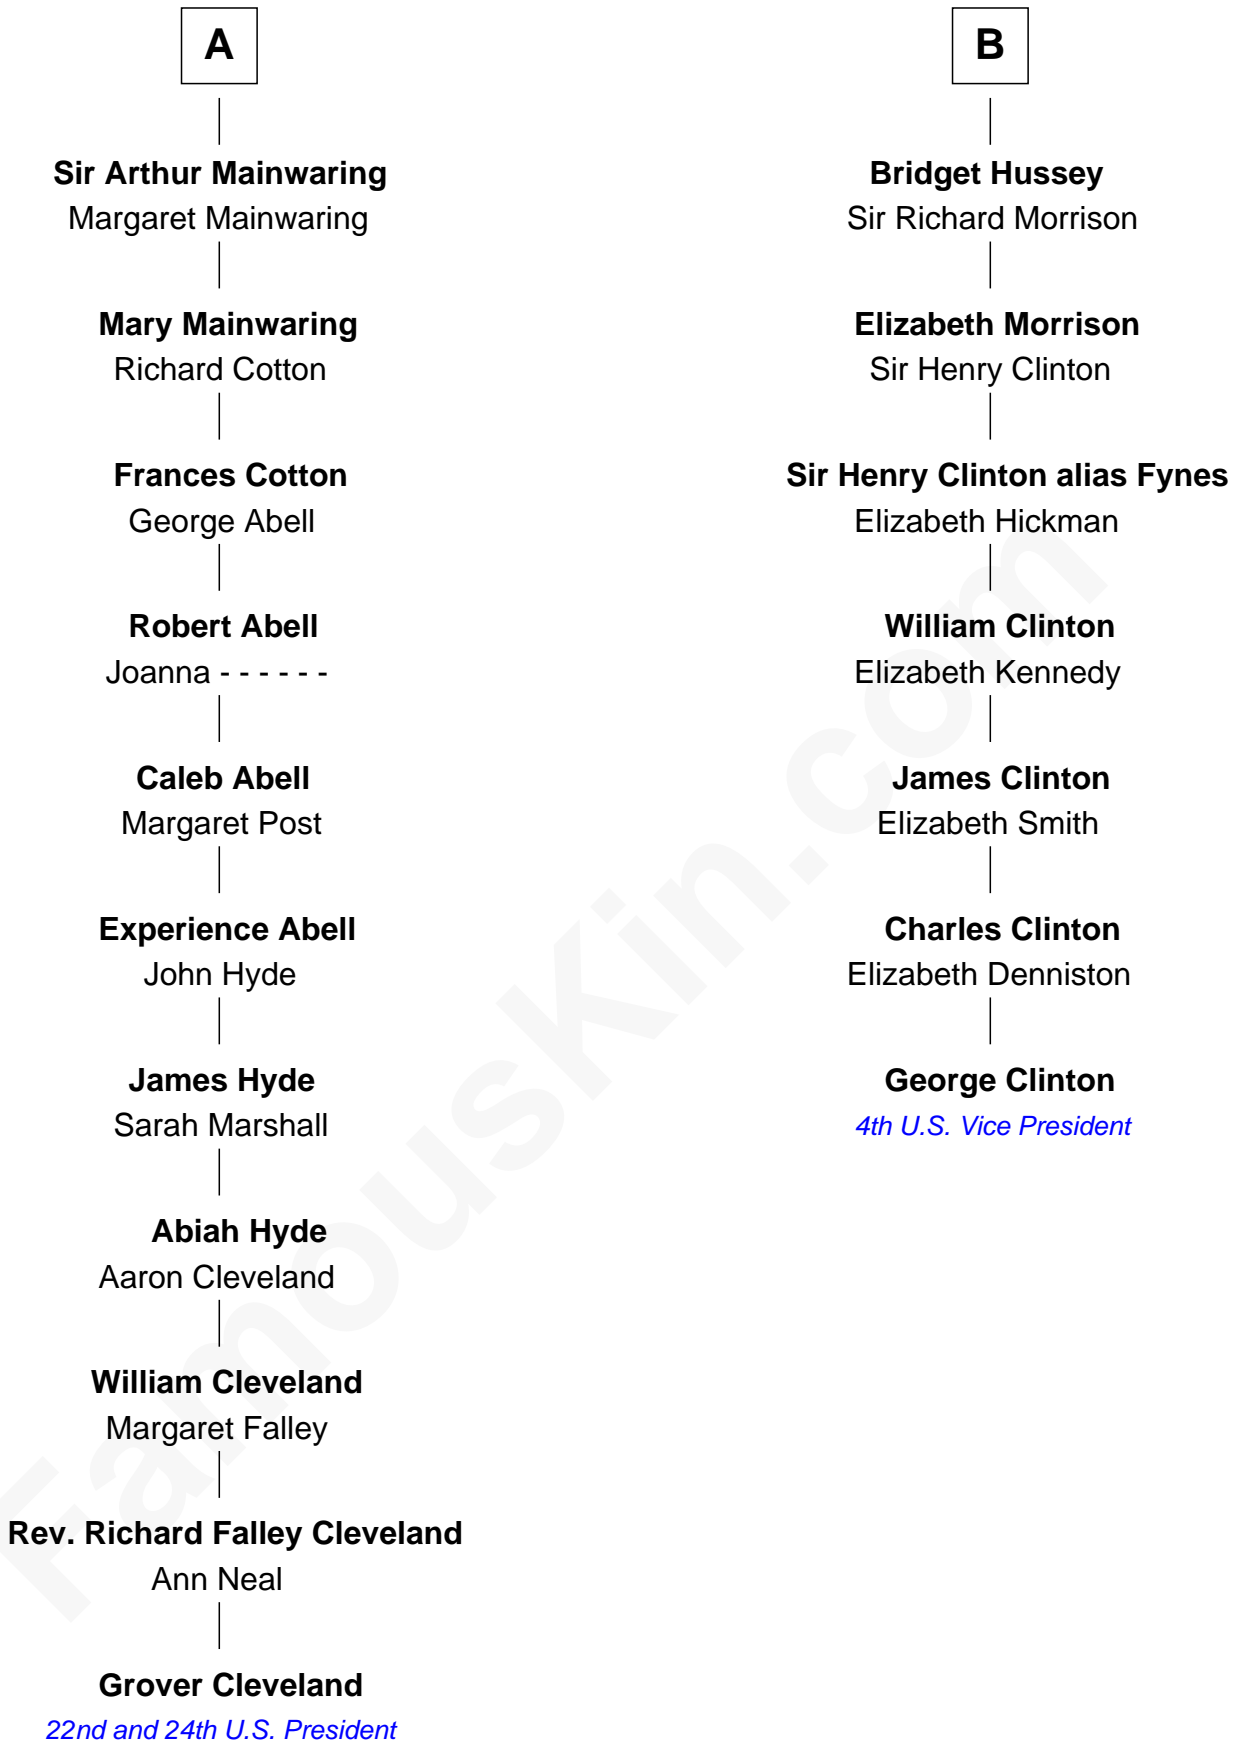 A
Sir Arthur Mainwaring
Margaret Mainwaring
Mary Mainwaring
Richard Cotton
Frances Cotton
George Abell
Robert Abell
Joanna - - - - - -
Caleb Abell
Margaret Post
Experience Abell
John Hyde
James Hyde
Sarah Marshall
Abiah Hyde
Aaron Cleveland
William Cleveland
Margaret Falley
Rev. Richard Falley Cleveland
Ann Neal
Grover Cleveland
22nd and 24th U.S. President
B
Bridget Hussey
Sir Richard Morrison
Elizabeth Morrison
Sir Henry Clinton
Sir Henry Clinton alias Fynes
Elizabeth Hickman
William Clinton
Elizabeth Kennedy
James Clinton
Elizabeth Smith
Charles Clinton
Elizabeth Denniston
George Clinton
4th U.S. Vice President
FamousKin.com